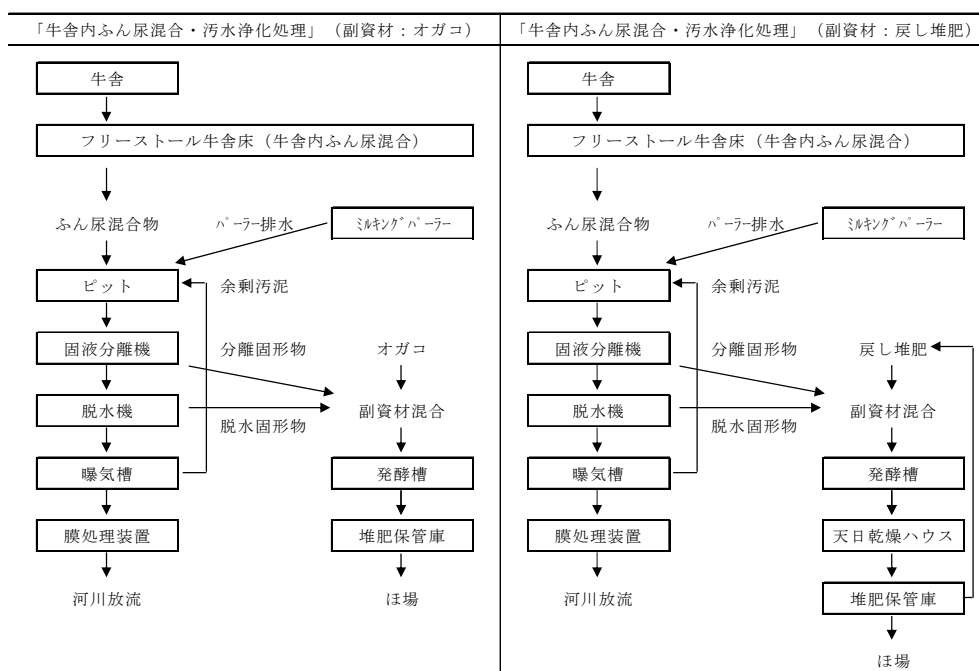 「牛舎内ふん尿混合・汚水浄化処理」（副資材：オガコ）
牛舎
フリーストール牛舎床（牛舎内ふん尿混合）
ふん尿混合物
パーラー排水
ミルキングパーラー
ピット
余剰汚泥
固液分離機
分離固形物
オガコ
脱水機
脱水固形物
副資材混合
曝気槽
発酵槽
膜処理装置
堆肥保管庫
河川放流
ほ場
「牛舎内ふん尿混合・汚水浄化処理」（副資材：戻し堆肥）
牛舎
フリーストール牛舎床（牛舎内ふん尿混合）
ふん尿混合物
パーラー排水
ミルキングパーラー
ピット
余剰汚泥
固液分離機
分離固形物
戻し堆肥
脱水機
脱水固形物
副資材混合
曝気槽
発酵槽
膜処理装置
天日乾燥ハウス
河川放流
堆肥保管庫
ほ場